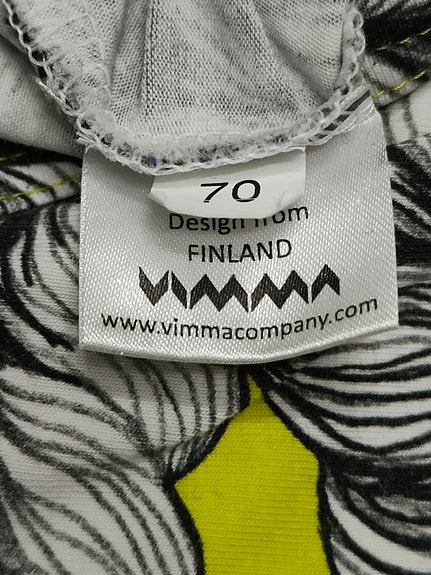 70
Design from
FINLAND
VIMMA
www.vimmacompany.com